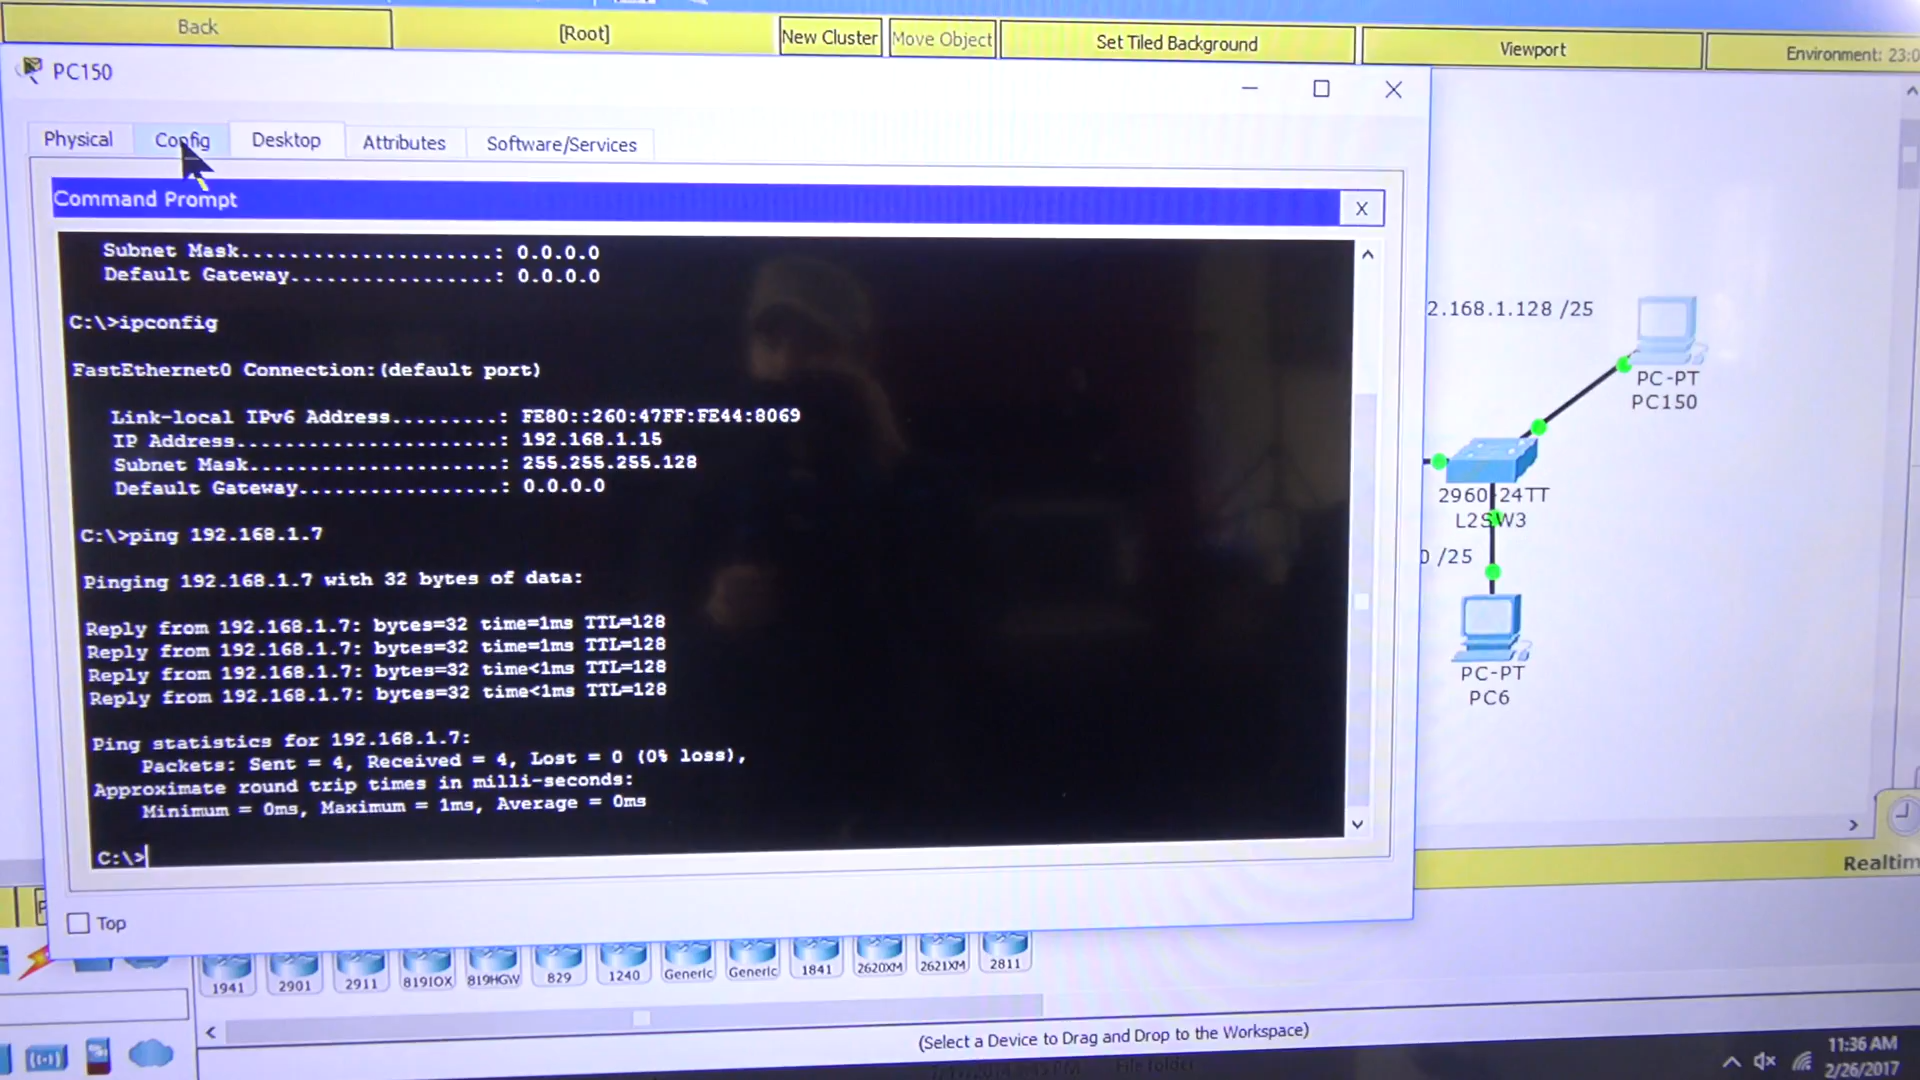 Back
[Root]
New Cluster
Move Object
Set Tiled Background
Viewport
Environment: 23:0
PC150
Physical
Config
Desktop
Attributes
Software/Services
Command Prompt
X
Subnet Mask.....................: 0.0.0.0
Default Gateway.................: 0.0.0.0
C:\>ipconfig
FastEthernet0 Connection:(default port)
Link-local IPv6 Address.........: FE80::260:47FF:FE44:8069
IP Address......................: 192.168.1.15
Subnet Mask.....................: 255.255.255.128
Default Gateway.................: 0.0.0.0
C:\>ping 192.168.1.7
Pinging 192.168.1.7 with 32 bytes of data:
Reply from 192.168.1.7: bytes=32 time=1ms TTL=128
Reply from 192.168.1.7: bytes=32 time=1ms TTL=128
Reply from 192.168.1.7: bytes=32 time<1ms TTL=128
Reply from 192.168.1.7: bytes=32 time<1ms TTL=128
Ping statistics for 192.168.1.7:
Packets: Sent = 4, Received = 4, Lost = 0 (0% loss),
Approximate round trip times in milli-seconds:
Minimum = 0ms, Maximum = 1ms, Average = 0ms
C:\>
Top
2.168.1.128 /25
PC-PT
PC150
2960-24TT
L2SW3
0 /25
PC-PT
PC6
Realtim
1941
2901
2911
819IOX
819HGW
829
1240
Generic
Generic
1841
2620XM
2621XM
2811
(Select a Device to Drag and Drop to the Workspace)
File folder
11:36 AM
2/26/2017